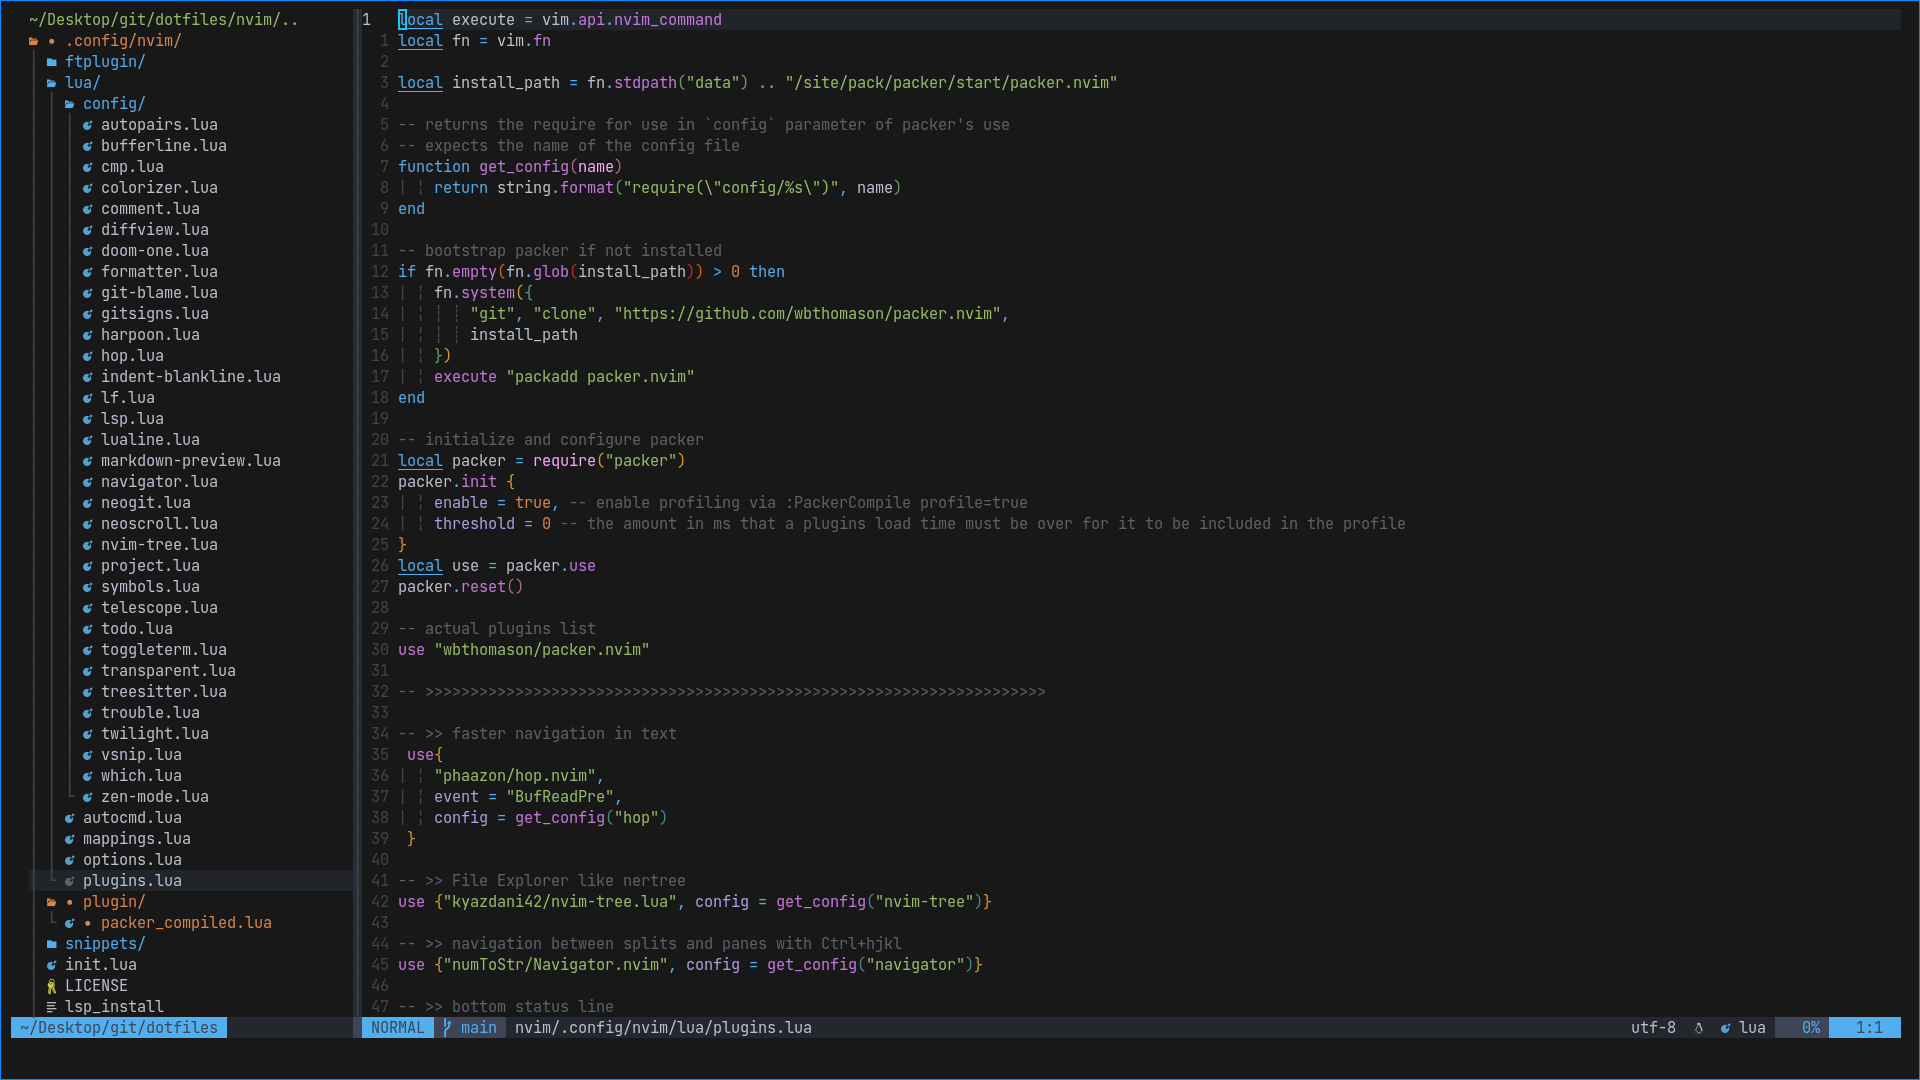 ~/Desktop/git/dotfiles/nvim/..
.config/nvim/
ftplugin/
lua/
config/
autopairs.lua
bufferline.lua
cmp.lua
colorizer.lua
comment.lua
diffview.lua
doom-one.lua
formatter.lua
git-blame.lua
gitsigns.lua
harpoon.lua
hop.lua
indent-blankline.lua
lf.lua
lsp.lua
lualine.lua
markdown-preview.lua
navigator.lua
neogit.lua
neoscroll.lua
nvim-tree.lua
project.lua
symbols.lua
telescope.lua
todo.lua
toggleterm.lua
transparent.lua
treesitter.lua
trouble.lua
twilight.lua
vsnip.lua
which.lua
zen-mode.lua
autocmd.lua
mappings.lua
options.lua
plugins.lua
plugin/
packer_compiled.lua
snippets/
init.lua
LICENSE
lsp_install
~/Desktop/git/dotfiles
1 local execute = vim.api.nvim_command
1 local fn = vim.fn
2
3 local install_path = fn.stdpath("data") .. "/site/pack/packer/start/packer.nvim"
4
5 -- returns the require for use in `config` parameter of packer's use
6 -- expects the name of the config file
7 function get_config(name)
8 return string.format("require(\"config/%s\")", name)
9 end
10
11 -- bootstrap packer if not installed
12 if fn.empty(fn.glob(install_path)) > 0 then
13 fn.system({
14 "git", "clone", "https://github.com/wbthomason/packer.nvim",
15 install_path
16 })
17 execute "packadd packer.nvim"
18 end
19
20 -- initialize and configure packer
21 local packer = require("packer")
22 packer.init {
23 enable = true, -- enable profiling via :PackerCompile profile=true
24 threshold = 0 -- the amount in ms that a plugins load time must be over for it to be included in the profile
25 }
26 local use = packer.use
27 packer.reset()
28
29 -- actual plugins list
30 use "wbthomason/packer.nvim"
31
32 -- >>>>>>>>>>>>>>>>>>>>>>>>>>>>>>>>>>>>>>>>>>>>>>>>>>>>>>>>>>>>>>>>>>>>>
33
34 -- >> faster navigation in text
35 use{
36 "phaazon/hop.nvim",
37 event = "BufReadPre",
38 config = get_config("hop")
39 }
40
41 -- >> File Explorer like nertree
42 use {"kyazdani42/nvim-tree.lua", config = get_config("nvim-tree")}
43
44 -- >> navigation between splits and panes with Ctrl+hjkl
45 use {"numToStr/Navigator.nvim", config = get_config("navigator")}
46
47 -- >> bottom status line
NORMAL main nvim/.config/nvim/lua/plugins.lua utf-8 lua 0% 1:1